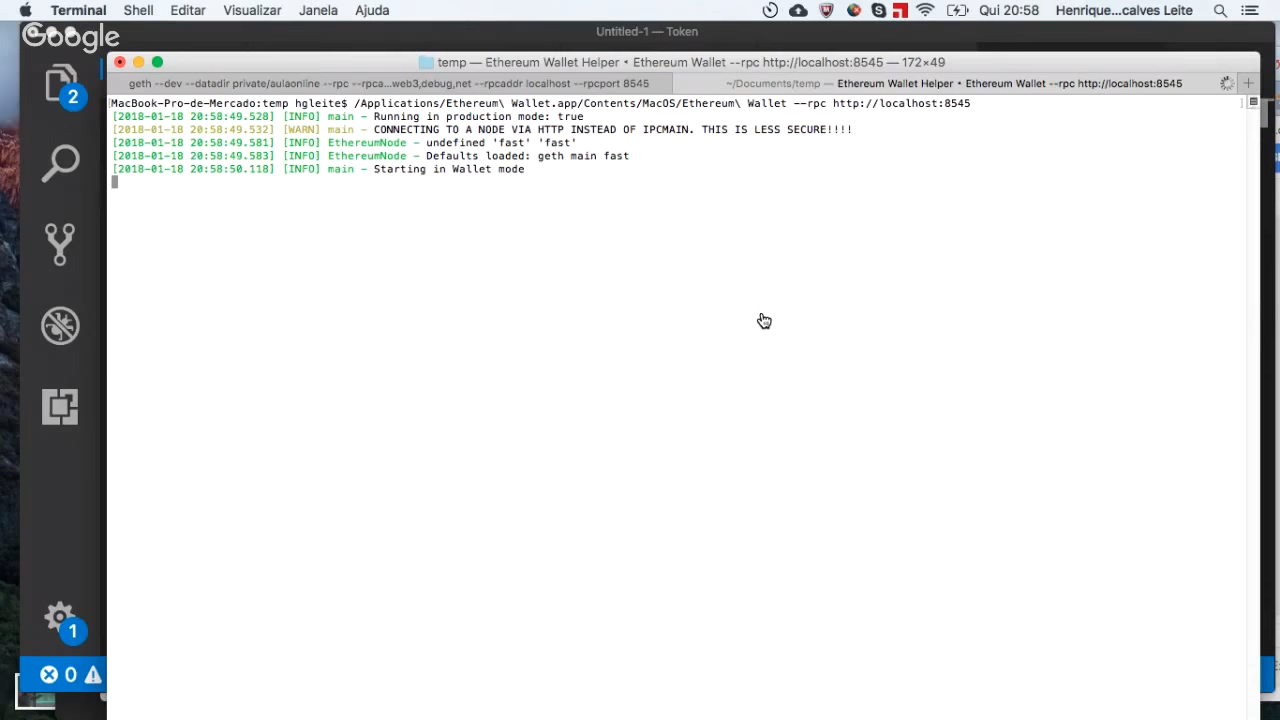 Terminal Shell Editar Visualizar Janela Ajuda Qui 20:58 Henrique...calves Leite
Google
Untitled-1 — Token
temp — Ethereum Wallet Helper • Ethereum Wallet --rpc http://localhost:8545 — 172×49
geth --dev --datadir private/aulaonline --rpc --rpca...web3,debug,net --rpcaddr localhost --rpcport 8545
~/Documents/temp — Ethereum Wallet Helper • Ethereum Wallet --rpc http://localhost:8545
MacBook-Pro-de-Mercado:temp hgleite$ /Applications/Ethereum\ Wallet.app/Contents/MacOS/Ethereum\ Wallet --rpc http://localhost:8545
[2018-01-18 20:58:49.528] [INFO] main - Running in production mode: true
[2018-01-18 20:58:49.532] [WARN] main - CONNECTING TO A NODE VIA HTTP INSTEAD OF IPCMAIN. THIS IS LESS SECURE!!!!
[2018-01-18 20:58:49.581] [INFO] EthereumNode - undefined 'fast' 'fast'
[2018-01-18 20:58:49.583] [INFO] EthereumNode - Defaults loaded: geth main fast
[2018-01-18 20:58:50.118] [INFO] main - Starting in Wallet mode
2
1
0